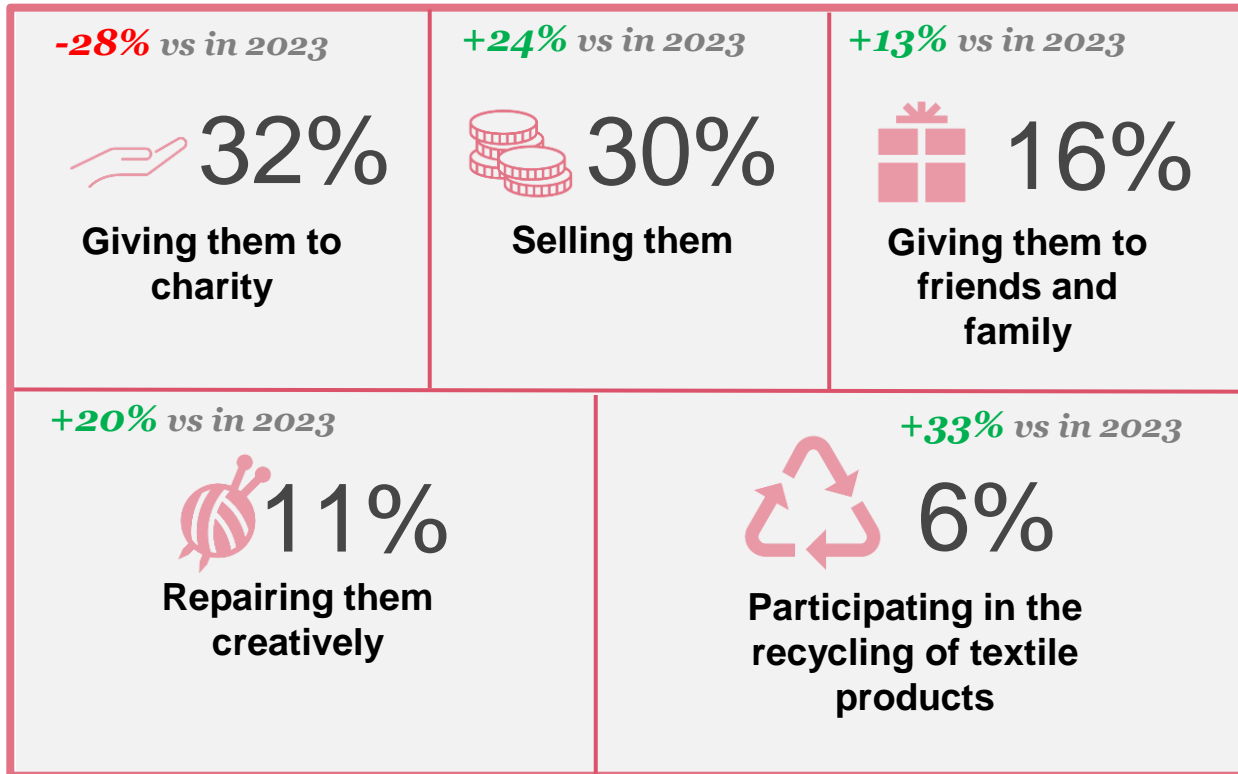 -28% vs in 2023
32%
Giving them to
charity
+24% vs in 2023
30%
Selling them
+13% vs in 2023
16%
Giving them to
friends and
family
+20% vs in 2023
11%
Repairing them
creatively
+33% vs in 2023
6%
Participating in the
recycling of textile
products